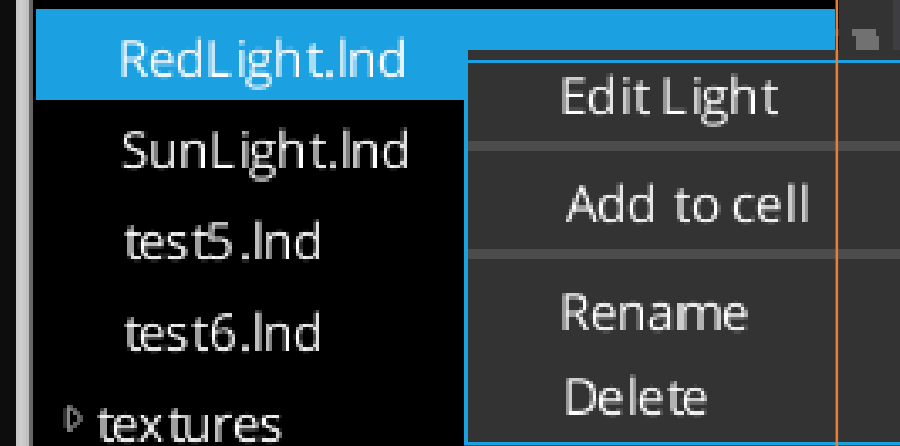 RedLight.lnd
SunLight.lnd
test5.lnd
test6.lnd
textures
Edit Light
Add to cell
Rename
Delete